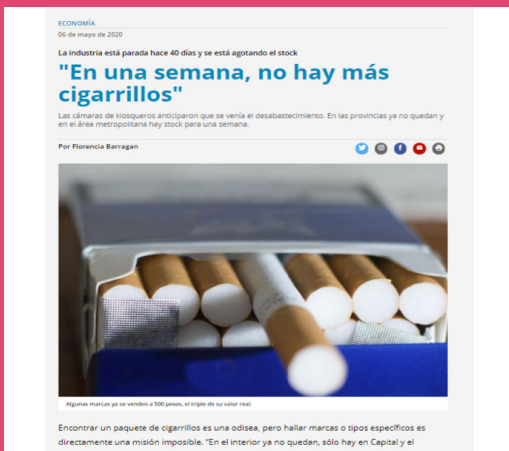 ECONOMÍA
06 de mayo de 2020
La industria está parada hace 40 días y se está agotando el stock
"En una semana, no hay más
cigarrillos"
Las cámaras de kiosqueros anticiparon que se venía el desabastecimiento. En las provincias ya no quedan y
en el área metropolitana hay stock para una semana.
Por Florencia Barragan
Algunas marcas ya se venden a 500 pesos, el triple de su valor real.
Encontrar un paquete de cigarrillos es una odisea, pero hallar marcas o tipos específicos es
directamente una misión imposible. "En el interior ya no quedan, sólo hay en Capital y el